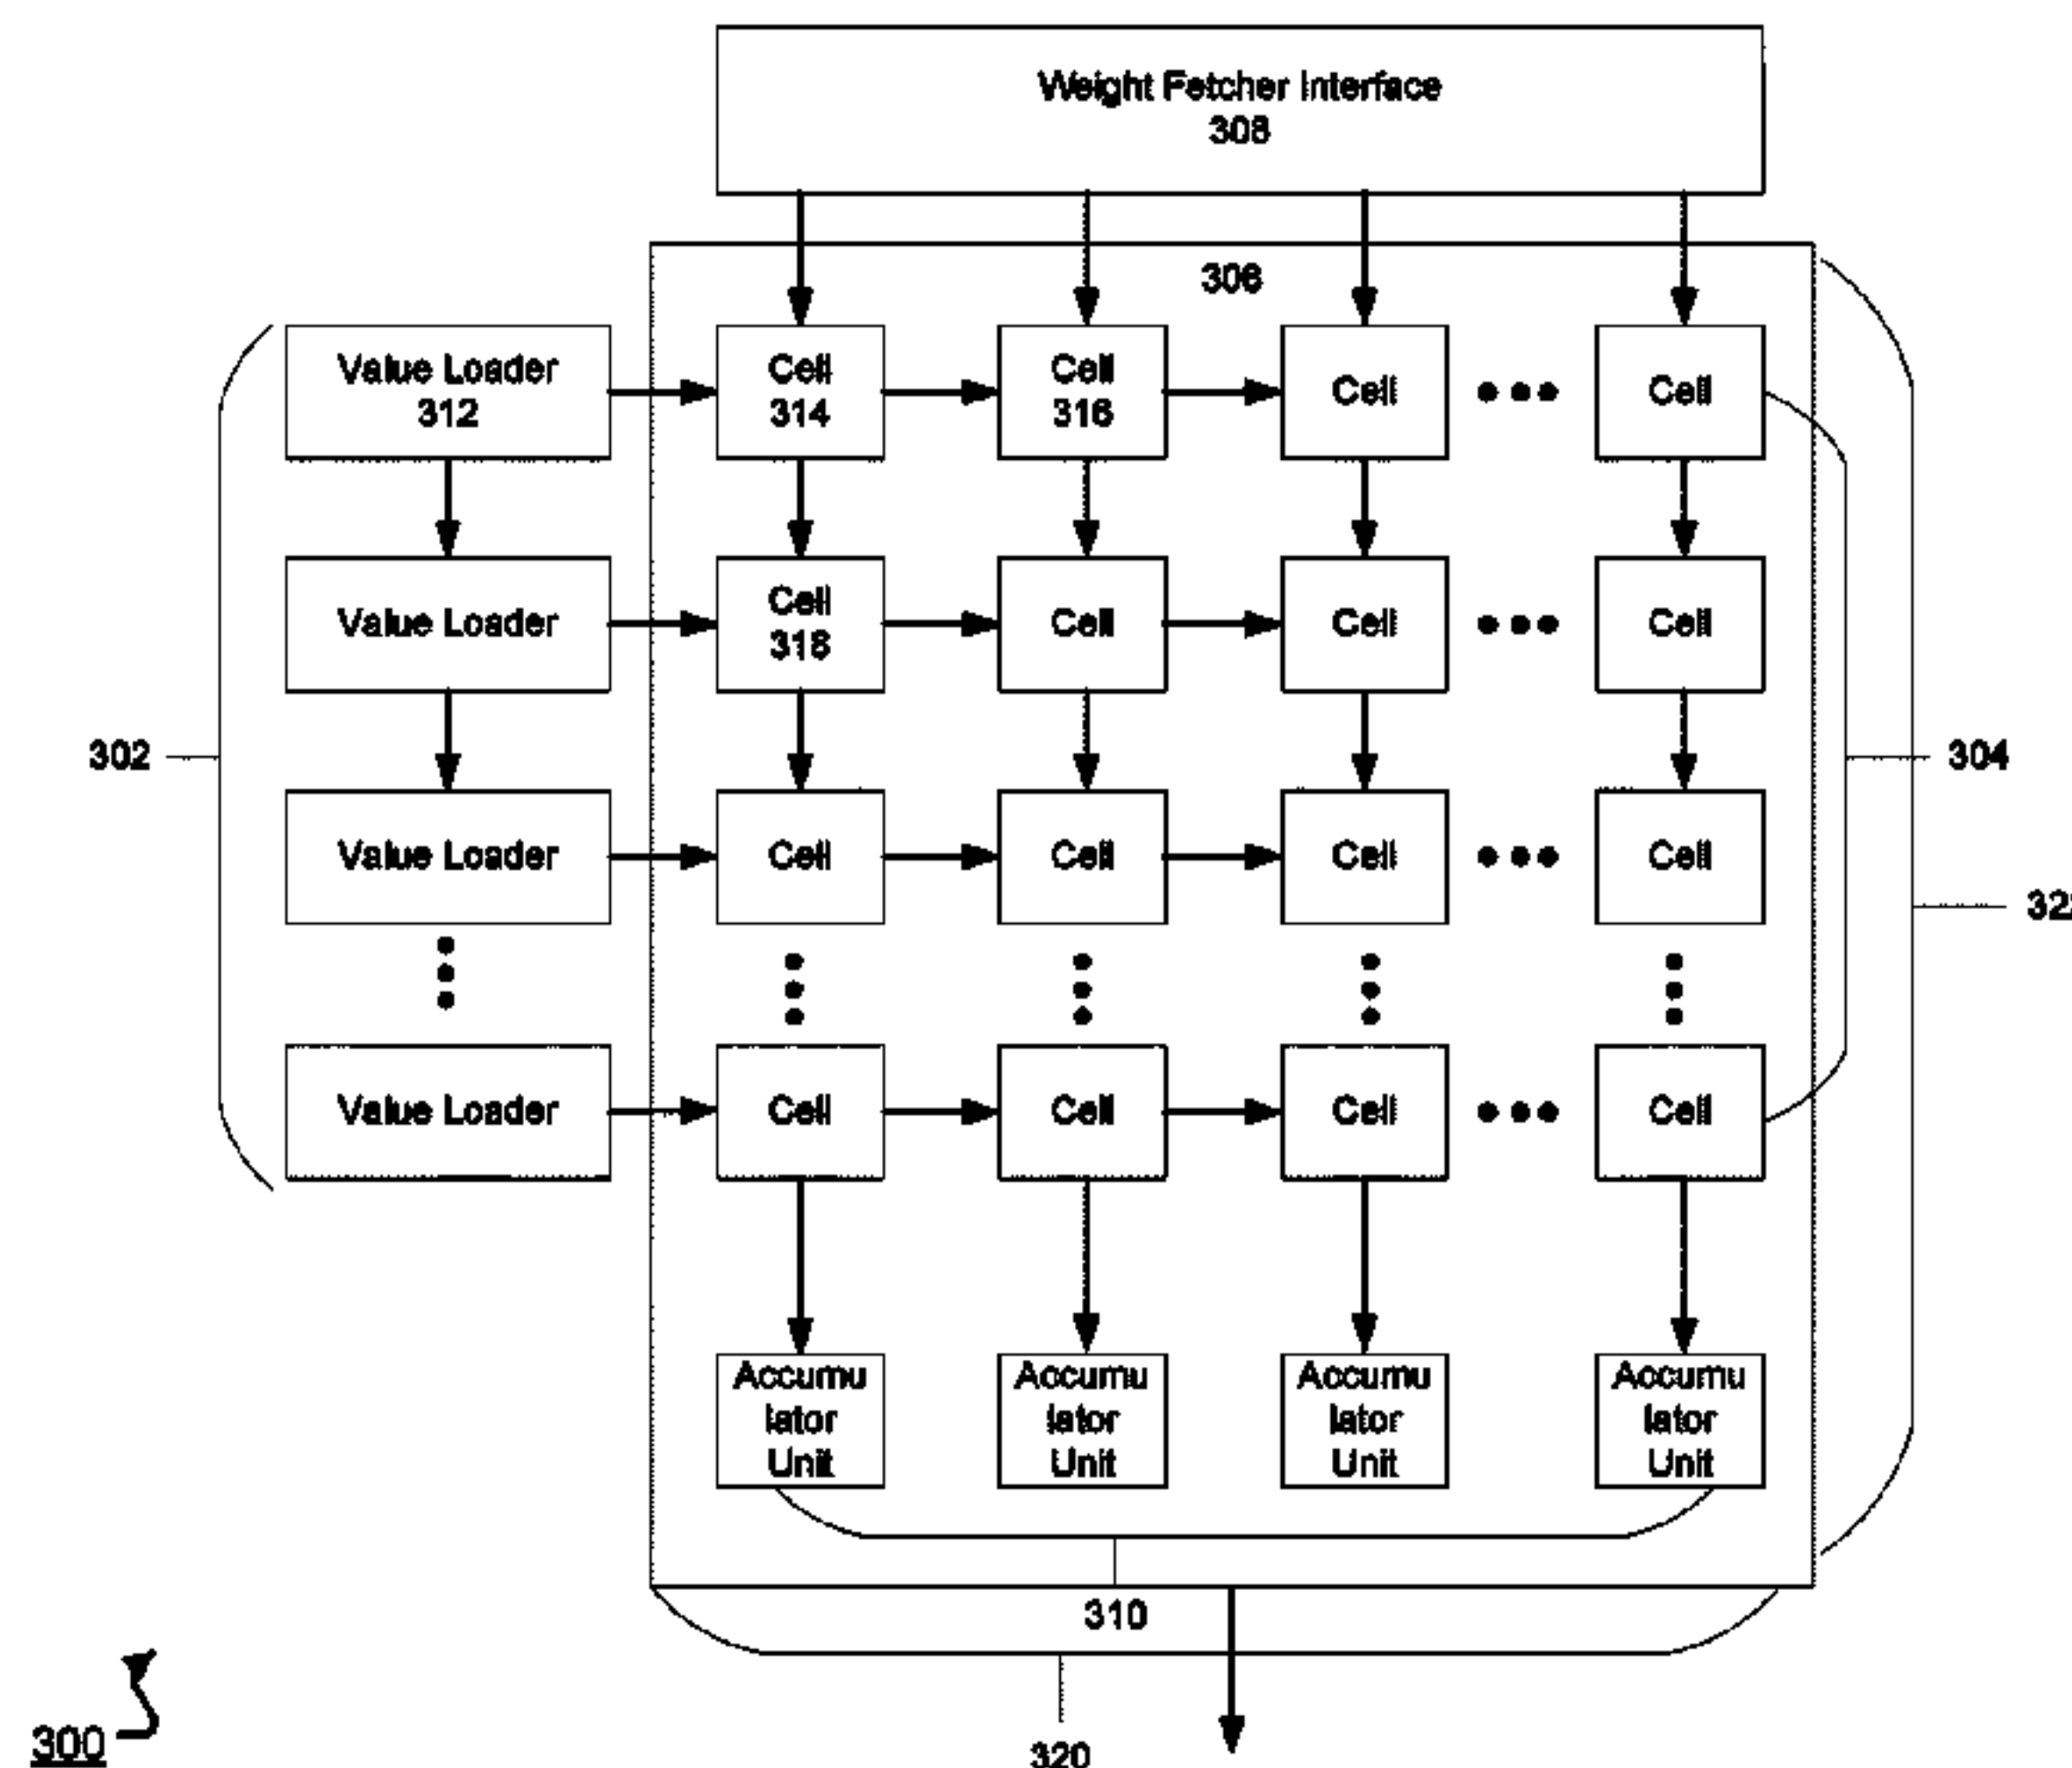 Weight Fetcher Interface
308
306
Value Loader
312
Cell
314
Cell
316
Cell
Cell
Value Loader
Cell
318
Cell
Cell
Cell
302
304
Value Loader
Cell
Cell
Cell
Cell
Value Loader
Cell
Cell
Cell
Cell
Accumu
lator
Unit
Accumu
lator
Unit
Accumu
lator
Unit
Accumu
lator
Unit
310
300
320